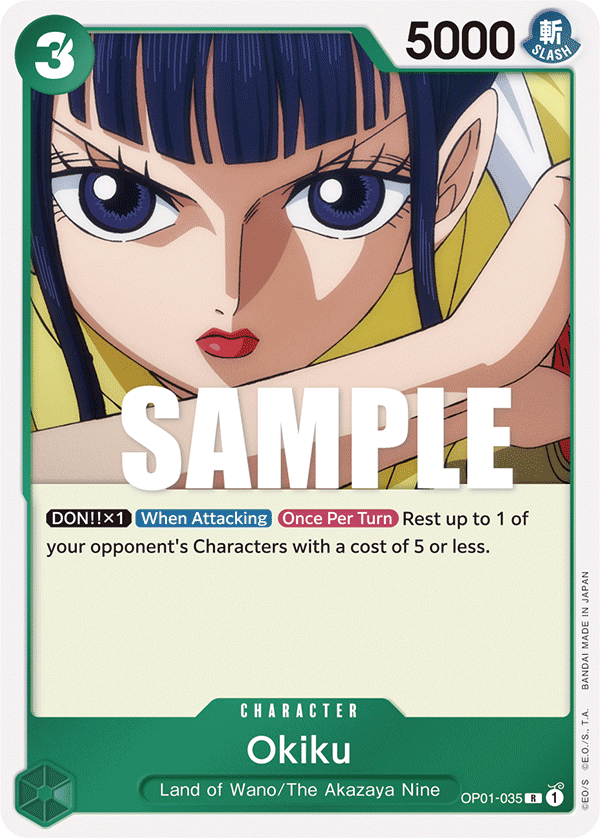 3
5000
斬
SLASH
SAMPLE
DON!!×1 When Attacking Once Per Turn Rest up to 1 of
your opponent's Characters with a cost of 5 or less.
CHARACTER
Okiku
Land of Wano/The Akazaya Nine
OP01-035 R 1
©EO/S ©E.O./S., T.A. BANDAI MADE IN JAPAN